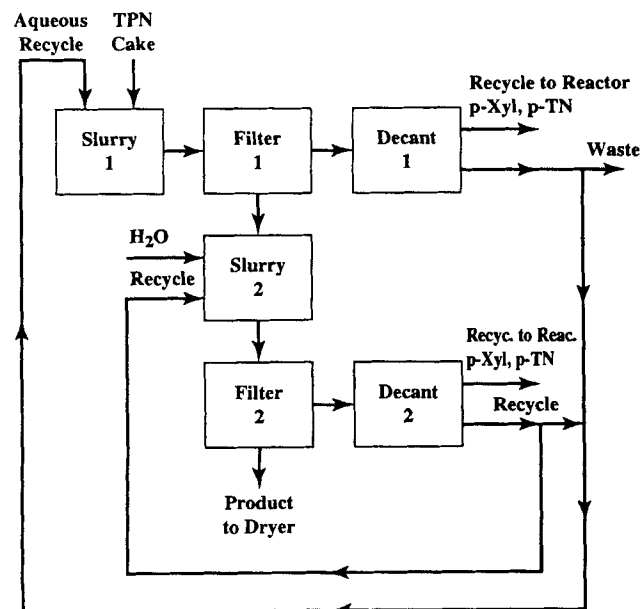 Aqueous
Recycle
TPN
Cake
Recycle to Reactor
p-Xyl, p-TN
Waste
Slurry
1
Filter
1
Decant
1
H₂O
Recycle
Slurry
2
Recyc. to Reac.
p-Xyl, p-TN
Recycle
Filter
2
Decant
2
Product
to Dryer